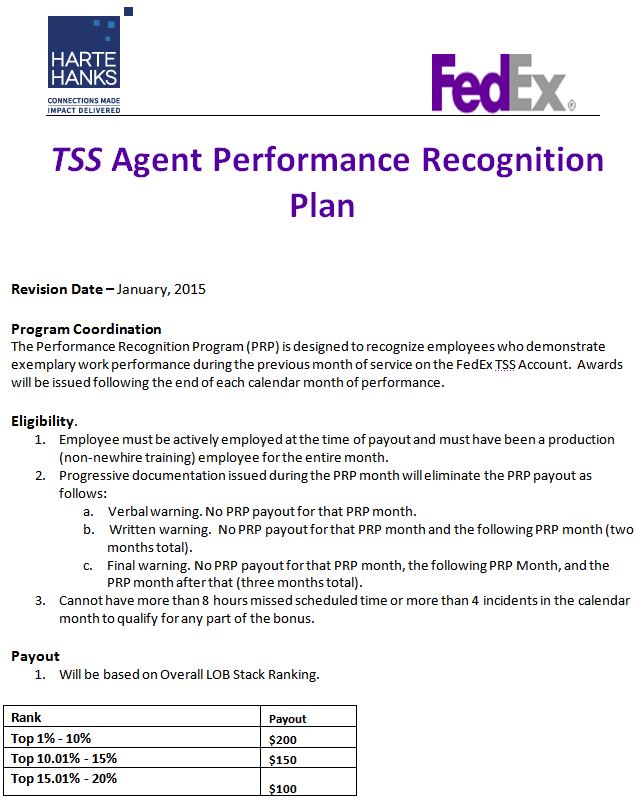 HARTE
HANKS
CONNECTIONS MADE
IMPACT DELIVERED
FedEx®
TSS Agent Performance Recognition
Plan
Revision Date – January, 2015
Program Coordination
The Performance Recognition Program (PRP) is designed to recognize employees who demonstrate
exemplary work performance during the previous month of service on the FedEx TSS Account. Awards
will be issued following the end of each calendar month of performance.
Eligibility.
1. Employee must be actively employed at the time of payout and must have been a production
(non-newhire training) employee for the entire month.
2. Progressive documentation issued during the PRP month will eliminate the PRP payout as
follows:
a. Verbal warning. No PRP payout for that PRP month.
b. Written warning. No PRP payout for that PRP month and the following PRP month (two
months total).
c. Final warning. No PRP payout for that PRP month, the following PRP Month, and the
PRP month after that (three months total).
3. Cannot have more than 8 hours missed scheduled time or more than 4 incidents in the calendar
month to qualify for any part of the bonus.
Payout
1. Will be based on Overall LOB Stack Ranking.
Rank Payout
Top 1% - 10% $200
Top 10.01% - 15% $150
Top 15.01% - 20% $100